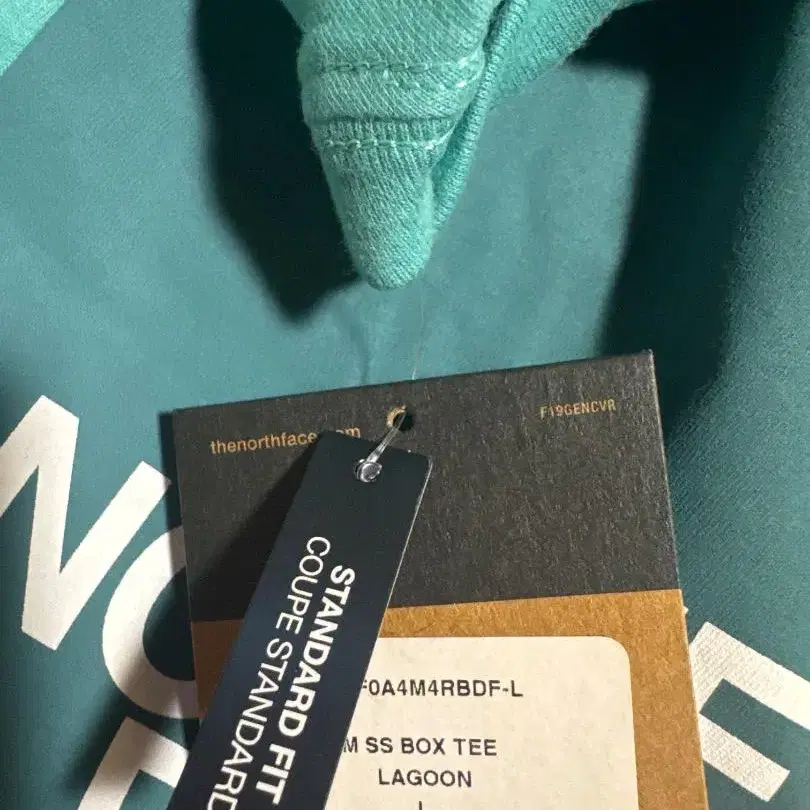 thenorthface.com
F19GENCVR
STANDARD FIT
COUPE STANDARD
F0A4M4RBDF-L
M SS BOX TEE
LAGOON
L
NO
E